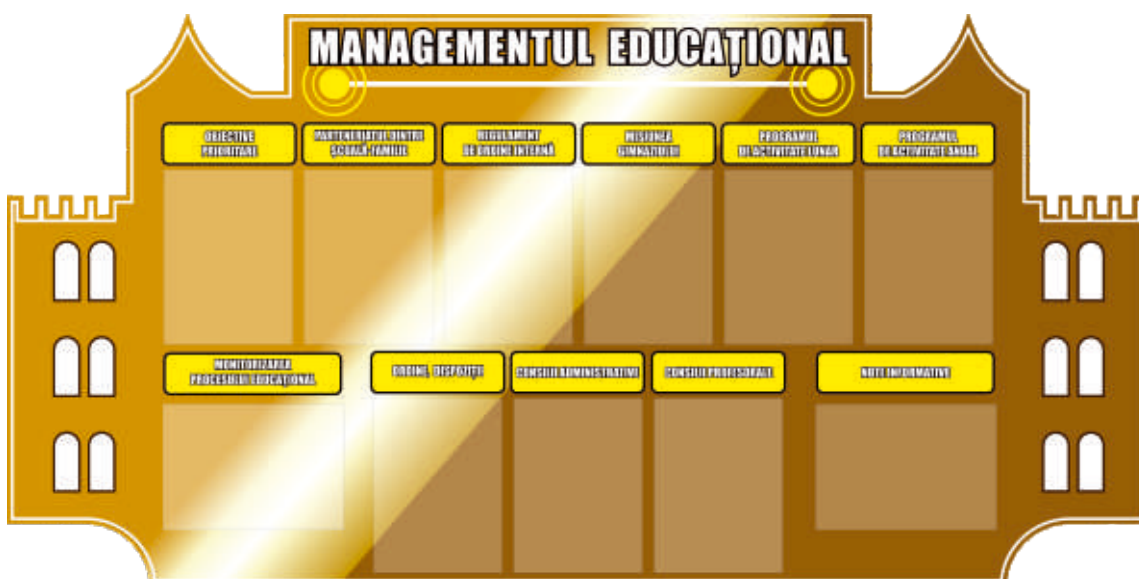 MANAGEMENTUL EDUCAȚIONAL
OBIECTIVE
PRIORITARE
PARTENERIATUL DINTRE
ȘCOALĂ-FAMILIE
REGULAMENT
DE ORDINE INTERNĂ
MISIUNEA
GIMNAZIULUI
PROGRAMUL
DE ACTIVITATE LUNAR
PROGRAMUL
DE ACTIVITATE ANUAL
MONITORIZAREA
PROCESULUI EDUCAȚIONAL
ORDINE, DISPOZIȚII
CONSILII ADMINISTRATIVE
CONSILII PROFESORALE
NOTE INFORMATIVE